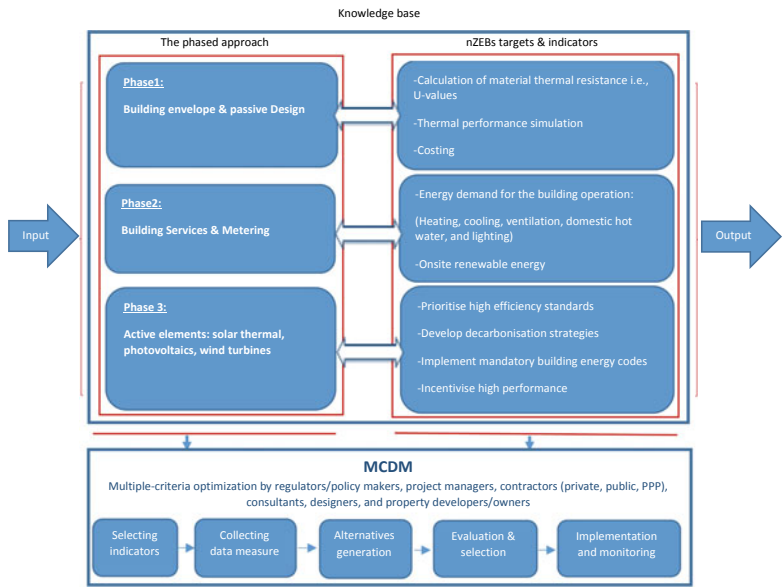 Knowledge base
The phased approach
nZEBs targets & indicators
Phase1:
Building envelope & passive Design
-Calculation of material thermal resistance i.e.,
U-values
-Thermal performance simulation
-Costing
Input
Phase2:
Building Services & Metering
-Energy demand for the building operation:
(Heating, cooling, ventilation, domestic hot
water, and lighting)
-Onsite renewable energy
Output
Phase 3:
Active elements: solar thermal,
photovoltaics, wind turbines
-Prioritise high efficiency standards
-Develop decarbonisation strategies
-Implement mandatory building energy codes
-Incentivise high performance
MCDM
Multiple-criteria optimization by regulators/policy makers, project managers, contractors (private, public, PPP),
consultants, designers, and property developers/owners
Selecting
indicators
Collecting
data measure
Alternatives
generation
Evaluation &
selection
Implementation
and monitoring